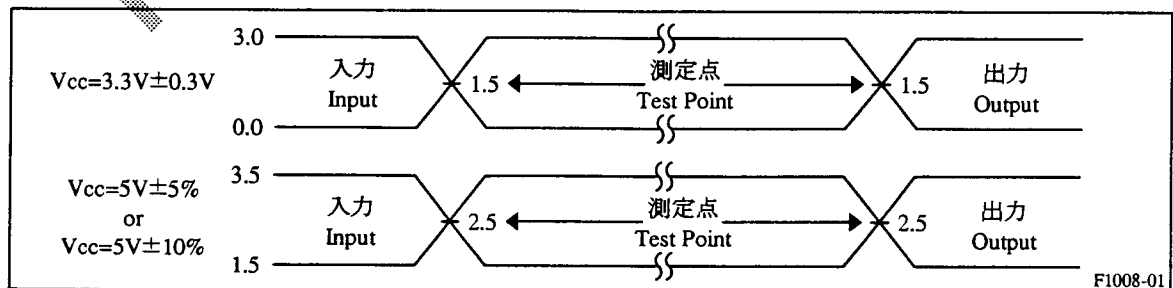 3.0
Vcc=3.3V±0.3V
入力
Input
1.5
測定点
Test Point
1.5
出力
Output
0.0
3.5
Vcc=5V±5%
or
Vcc=5V±10%
入力
Input
2.5
測定点
Test Point
2.5
出力
Output
1.5
F1008-01